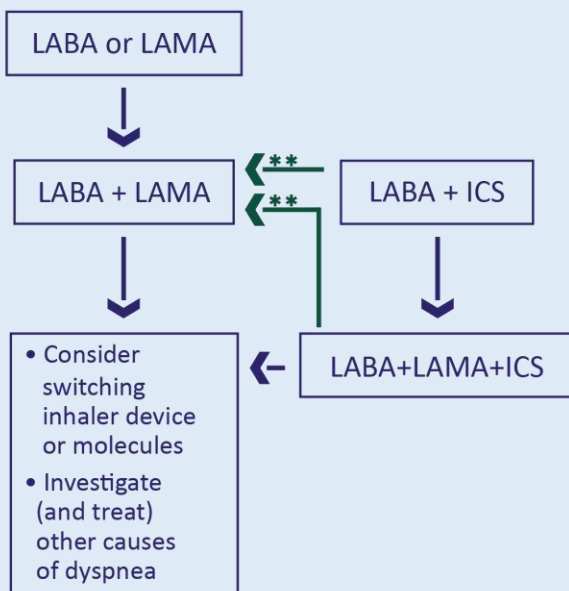 LABA or LAMA
**
LABA + LAMA
**
LABA + ICS
• Consider
switching
inhaler device
or molecules
• Investigate
(and treat)
other causes
of dyspnea
LABA+LAMA+ICS